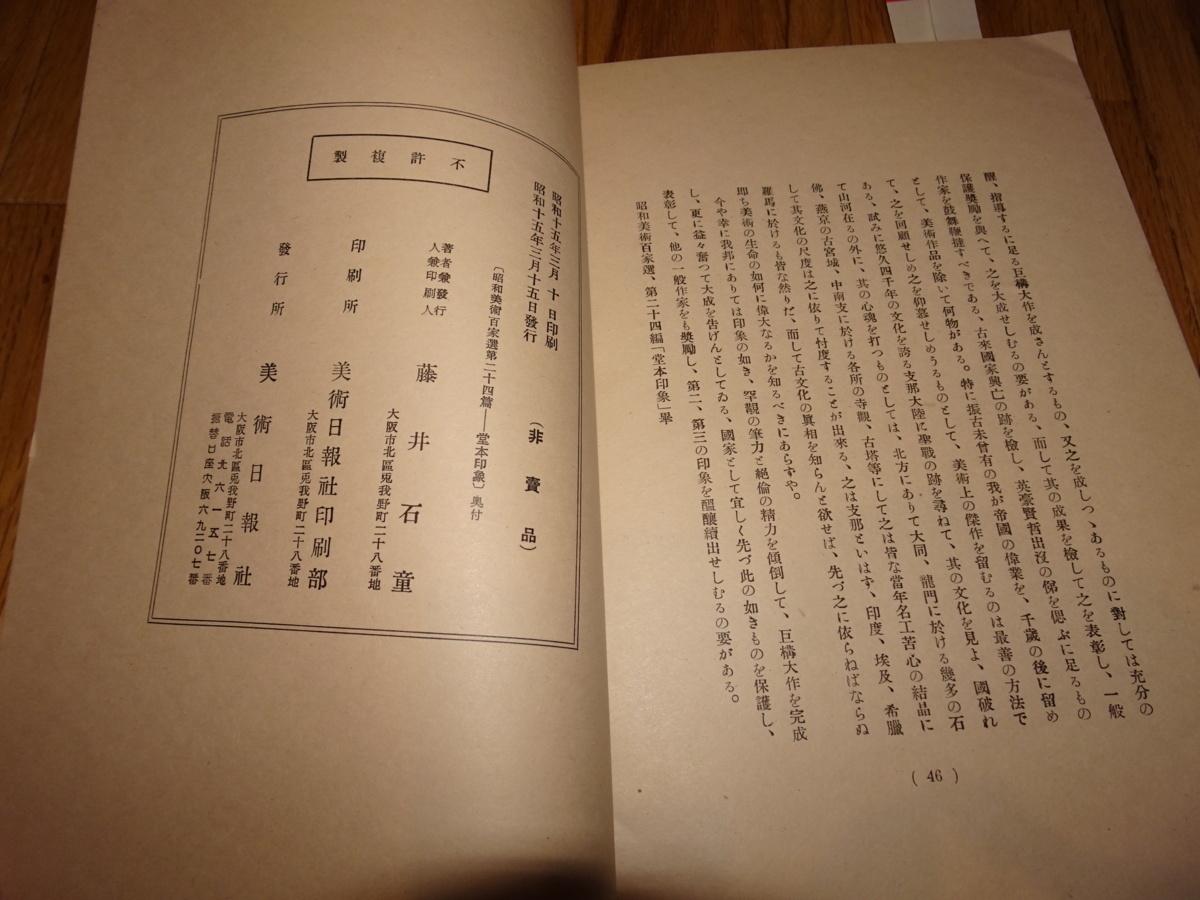 醒、指導するに足る巨構大作を成さんとするもの、又之を成しつゝあるものに對しては充分の
保護奬勵を與へて、之を大成せしむるの要がある、而して其の成果を檢して之を表彰し、一般
作家を鼓舞鞭撻すべきである、古來國家興亡の跡を檢し、英豪賢哲出沒の俤を偲ぶに足るもの
として、美術作品を除いて何物がある。特に振古未曾有の我が帝國の偉業を、千歳の後に留め
て、之を回顧せしめ之を仰慕せしめうるものとして、美術上の傑作を留むるのは最善の方法で
ある、試みに悠久四千年の文化を誇る支那大陸に聖戰の跡を尋ねて、其の文化を見よ、國破れ
て山河在るの外に、其の心魂を打つものとしては、北方にありて大同、龍門に於ける幾多の石
佛、燕京の古宮城、中南支に於ける各所の寺觀、古塔等にして之は皆な當年名工苦心の結晶に
して其文化の尺度は之に依りて忖度することが出來る、之は支那といはず、印度、埃及、希臘
羅馬に於けるも皆な然りだ、而して古文化の眞相を知らんと欲せば、先づ之に依らねばならぬ
即ち美術の生命の如何に偉大なるかを知るべきにあらずや。
今や幸に我邦にありては印象の如き、罕覯の筆力と絕倫の精力を傾倒して、巨構大作を完成
し、更に益々奮つて大成を告げんとしてゐる、國家として宜しく先づ此の如きものを保護し、
表彰して、他の一般作家をも奬勵し、第二、第三の印象を醞釀續出せしむるの要がある。
昭和美術百家選、第二十四編「堂本印象」畢
( 46 )
不許複製
昭和十五年三月 十 日印刷
昭和十五年三月十五日發行
(非賣品)
〔昭和美術百家選第二十四篇——堂本印象〕奥付
著者兼發行
人兼印刷人
藤井石童
大阪市北區兎我野町二十八番地
印刷所
美術日報社印刷部
大阪市北區兎我野町二十八番地
發行所
美術日報社
大阪市北區兎我野町二十八番地
電話北六一五七番
振替口座大阪六九二〇七番